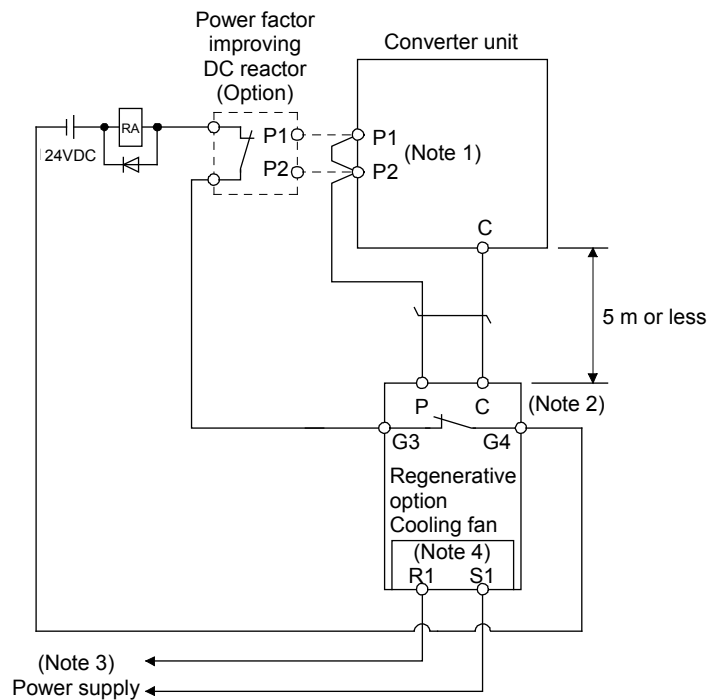 Power factor
improving
DC reactor
(Option)
Converter unit
RA
24VDC
P1
P2
P1
P2
(Note 1)
C
5 m or less
P
C
(Note 2)
G3
G4
Regenerative
option
Cooling fan
(Note 4)
R1
S1
(Note 3)
Power supply